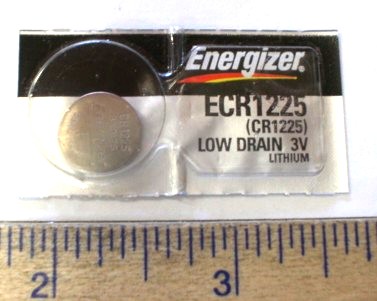 Energizer.
ECR1225
(CR1225)
LOW DRAIN 3V
LITHIUM
2 3